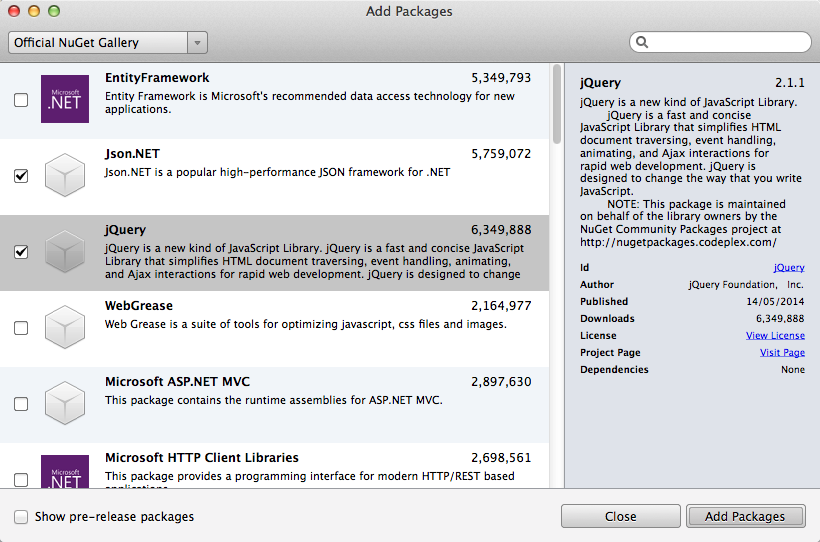 Add Packages
Official NuGet Gallery
Microsoft
.NET
EntityFramework 5,349,793
Entity Framework is Microsoft's recommended data access technology for new
applications.
Json.NET 5,759,072
Json.NET is a popular high-performance JSON framework for .NET
jQuery 6,349,888
jQuery is a new kind of JavaScript Library. jQuery is a fast and concise JavaScript
Library that simplifies HTML document traversing, event handling, animating,
and Ajax interactions for rapid web development. jQuery is designed to change
WebGrease 2,164,977
Web Grease is a suite of tools for optimizing javascript, css files and images.
Microsoft ASP.NET MVC 2,897,630
This package contains the runtime assemblies for ASP.NET MVC.
Microsoft
.NET
Microsoft HTTP Client Libraries 2,698,561
This package provides a programming interface for modern HTTP/REST based
applications
jQuery 2.1.1
jQuery is a new kind of JavaScript Library.
jQuery is a fast and concise
JavaScript Library that simplifies HTML
document traversing, event handling,
animating, and Ajax interactions for
rapid web development. jQuery is
designed to change the way that you write
JavaScript.
NOTE: This package is maintained
on behalf of the library owners by the
NuGet Community Packages project at
http://nugetpackages.codeplex.com/
Id jQuery
Author jQuery Foundation, Inc.
Published 14/05/2014
Downloads 6,349,888
License View License
Project Page Visit Page
Dependencies None
Show pre-release packages
Close
Add Packages